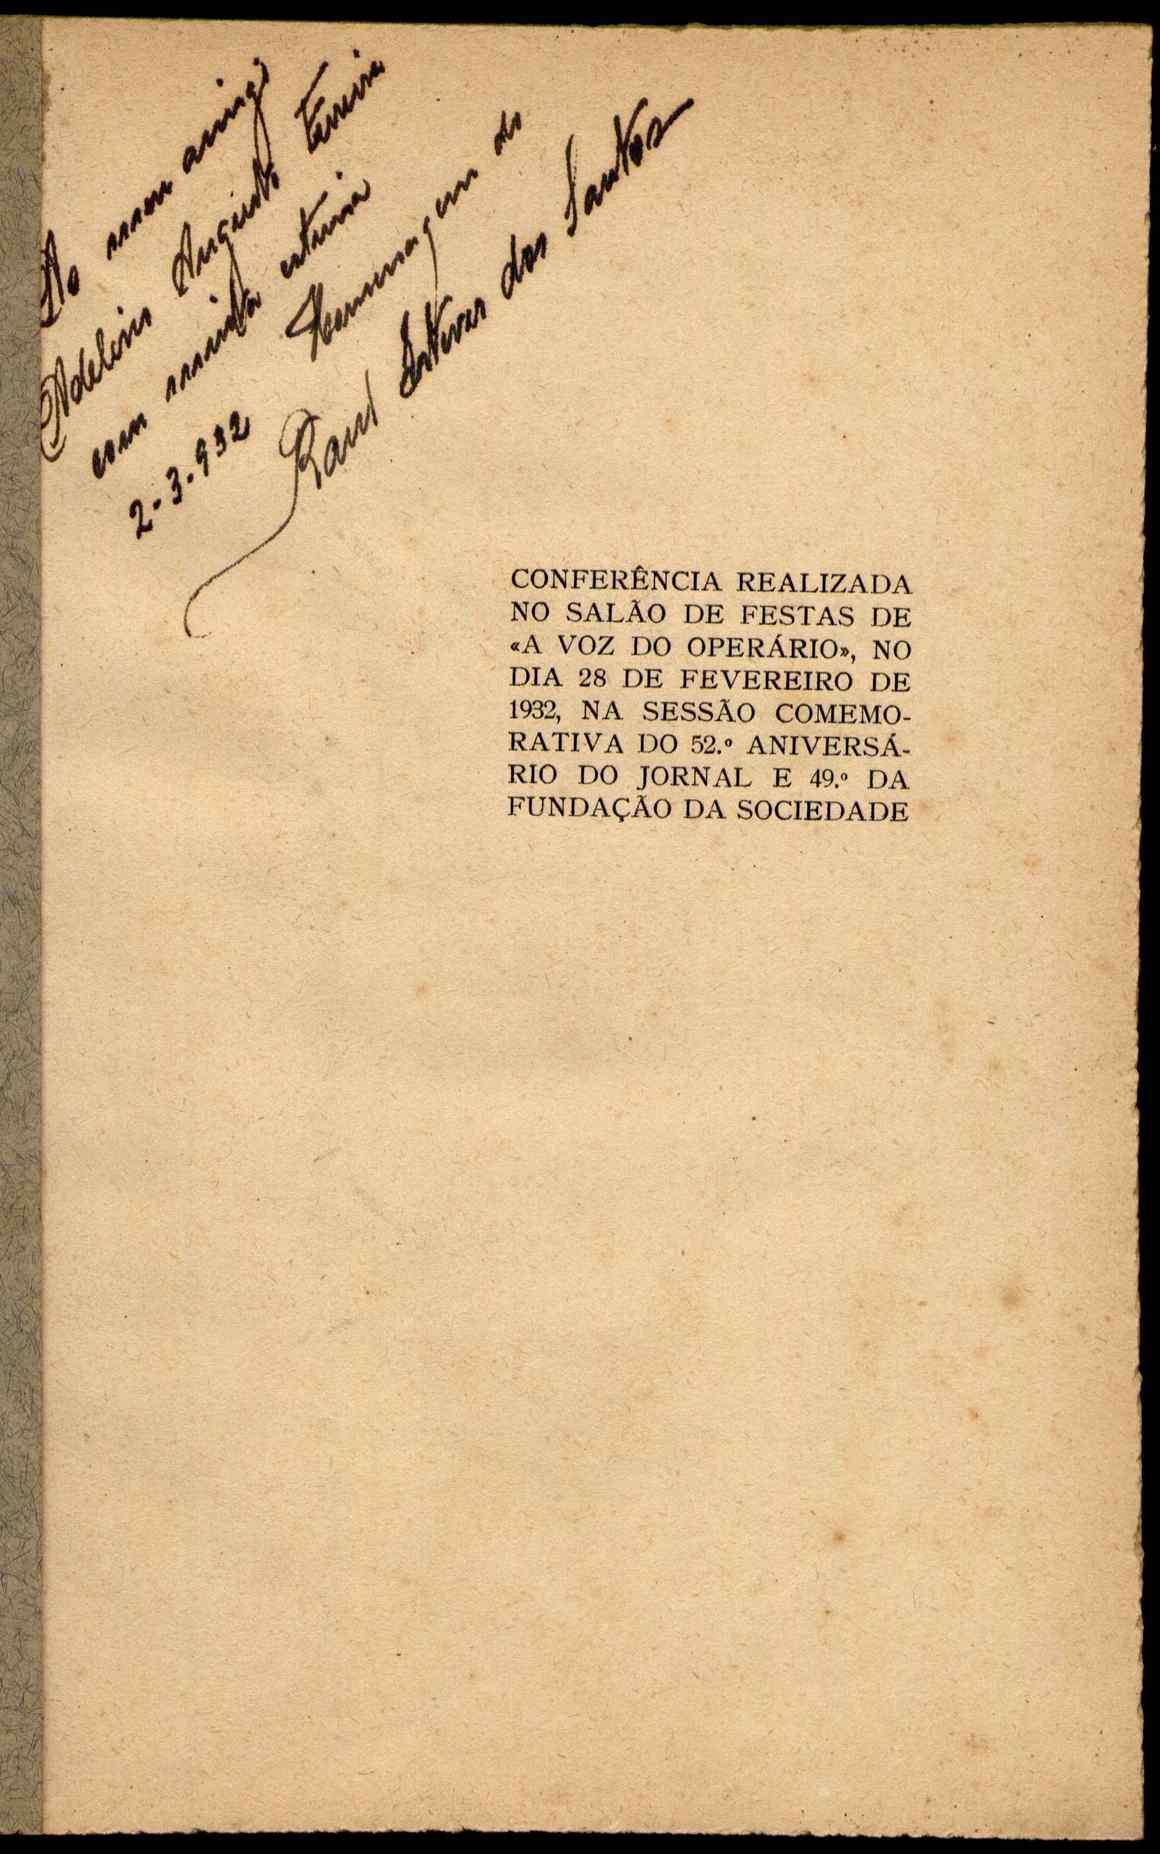 Ao meu amigo
Adelino Augusto Ferreira
com muita estima
Homenagem do
2-3-932
Raul Esteves dos Santos
CONFERÊNCIA REALIZADA
NO SALÃO DE FESTAS DE
«A VOZ DO OPERÁRIO», NO
DIA 28 DE FEVEREIRO DE
1932, NA SESSÃO COMEMO-
RATIVA DO 52.º ANIVERSÁ-
RIO DO JORNAL E 49.º DA
FUNDAÇÃO DA SOCIEDADE